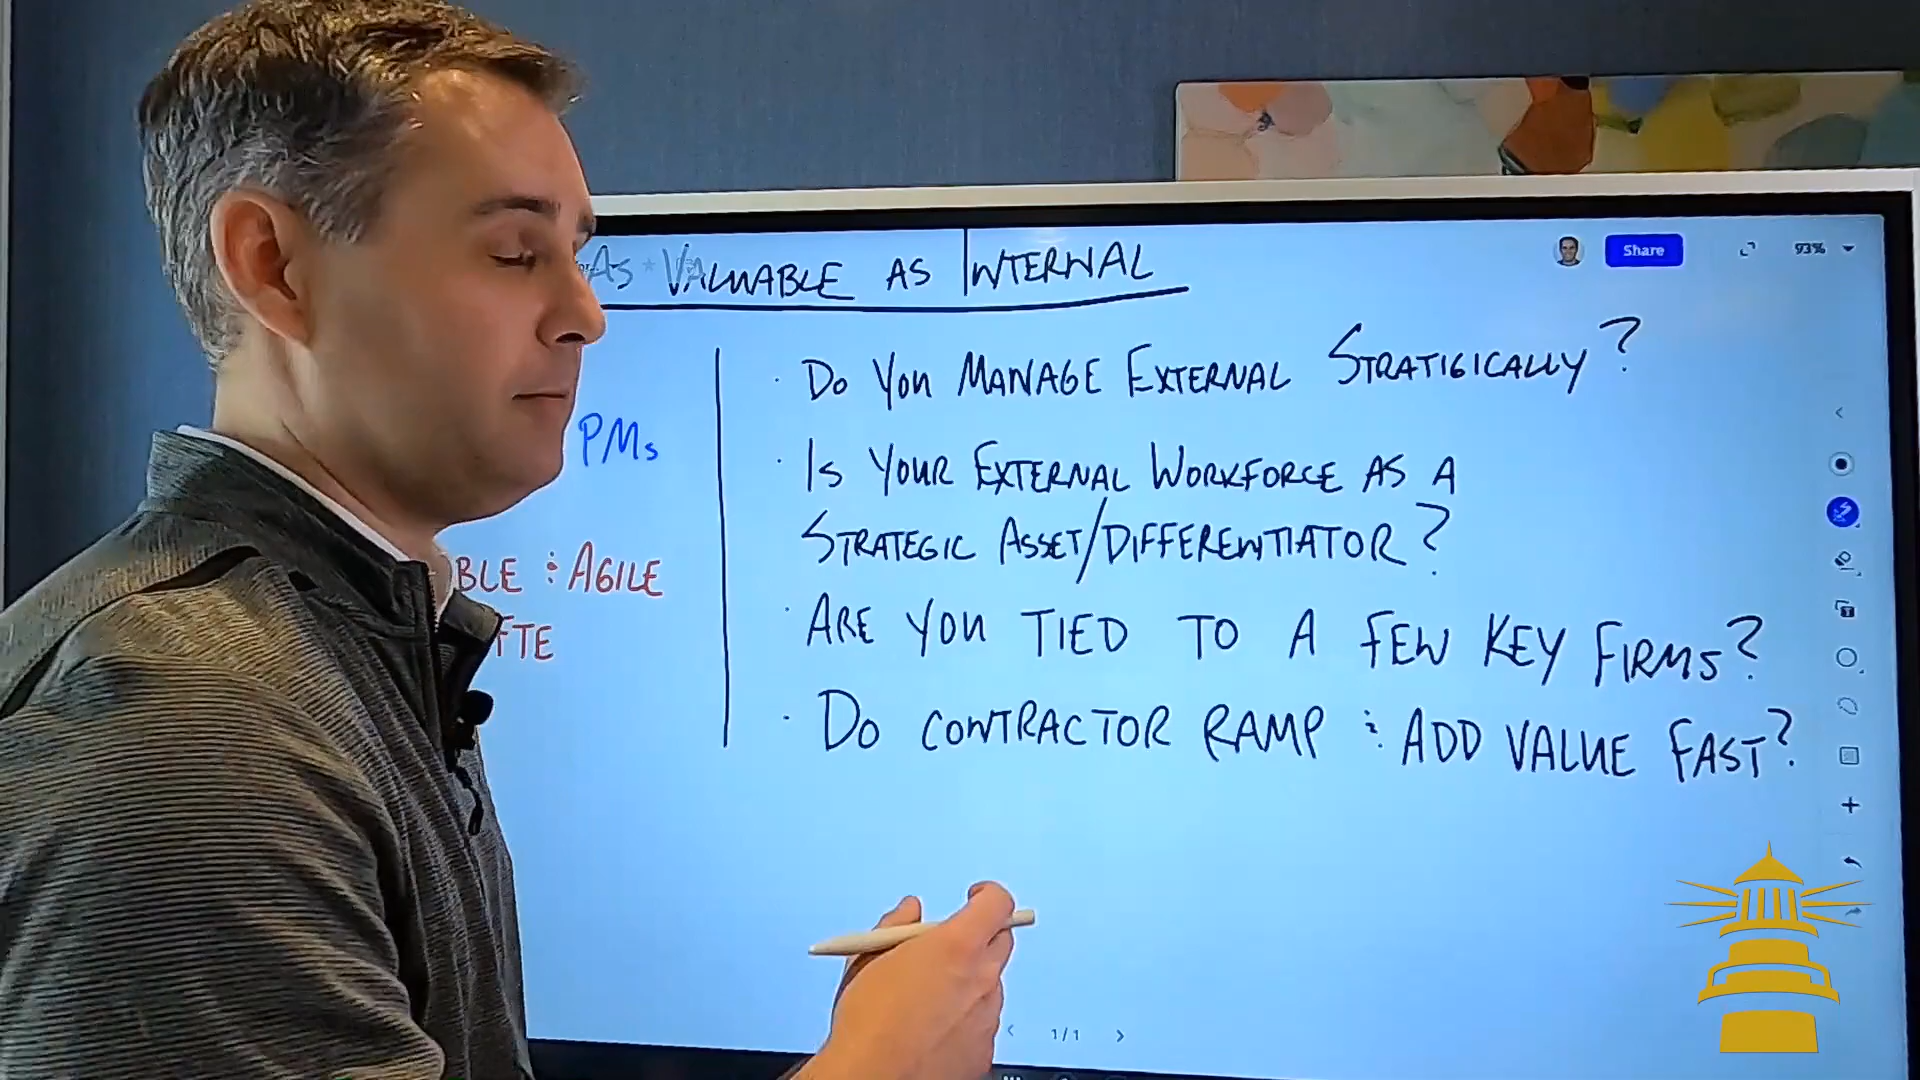 As VALUABLE AS INTERNAL
Share
93%
· DO YOU MANAGE EXTERNAL STRATIGICALLY?
PMs
· IS YOUR EXTERNAL WORKFORCE AS A
STRATEGIC ASSET/DIFFERENTIATOR?
BLE & AGILE
FTE
· ARE YOU TIED TO A FEW KEY FIRMS?
· DO CONTRACTOR RAMP & ADD VALUE FAST?
1/1